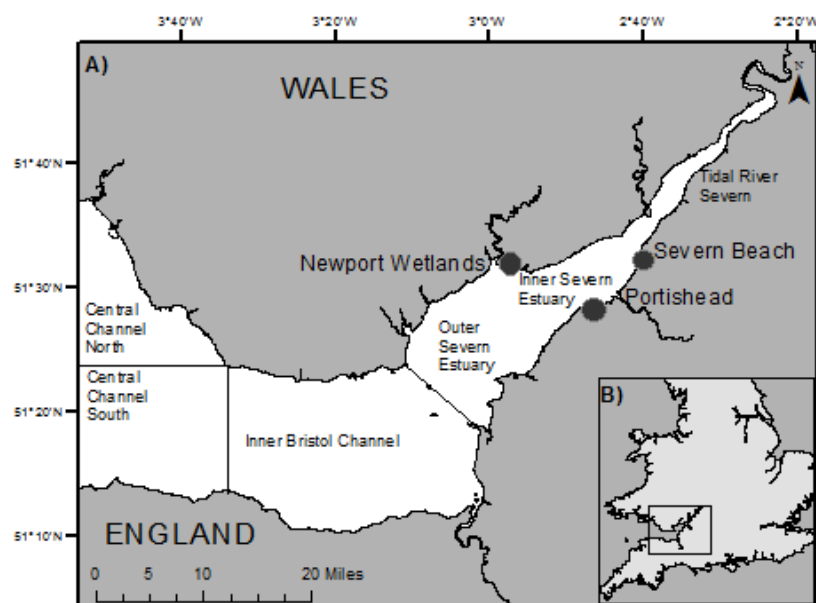 3°40'W 3°20'W 3°0'W 2°40'W 2°20'W
A)
WALES
N
51°40'N
Tidal River
Severn
Newport Wetlands
Severn Beach
Inner Severn
Estuary
51°30'N
Portishead
Central
Channel
North
Outer
Severn
Estuary
Central
Channel
South
51°20'N
B)
Inner Bristol Channel
51°10'N
ENGLAND
0 5 10 20 Miles